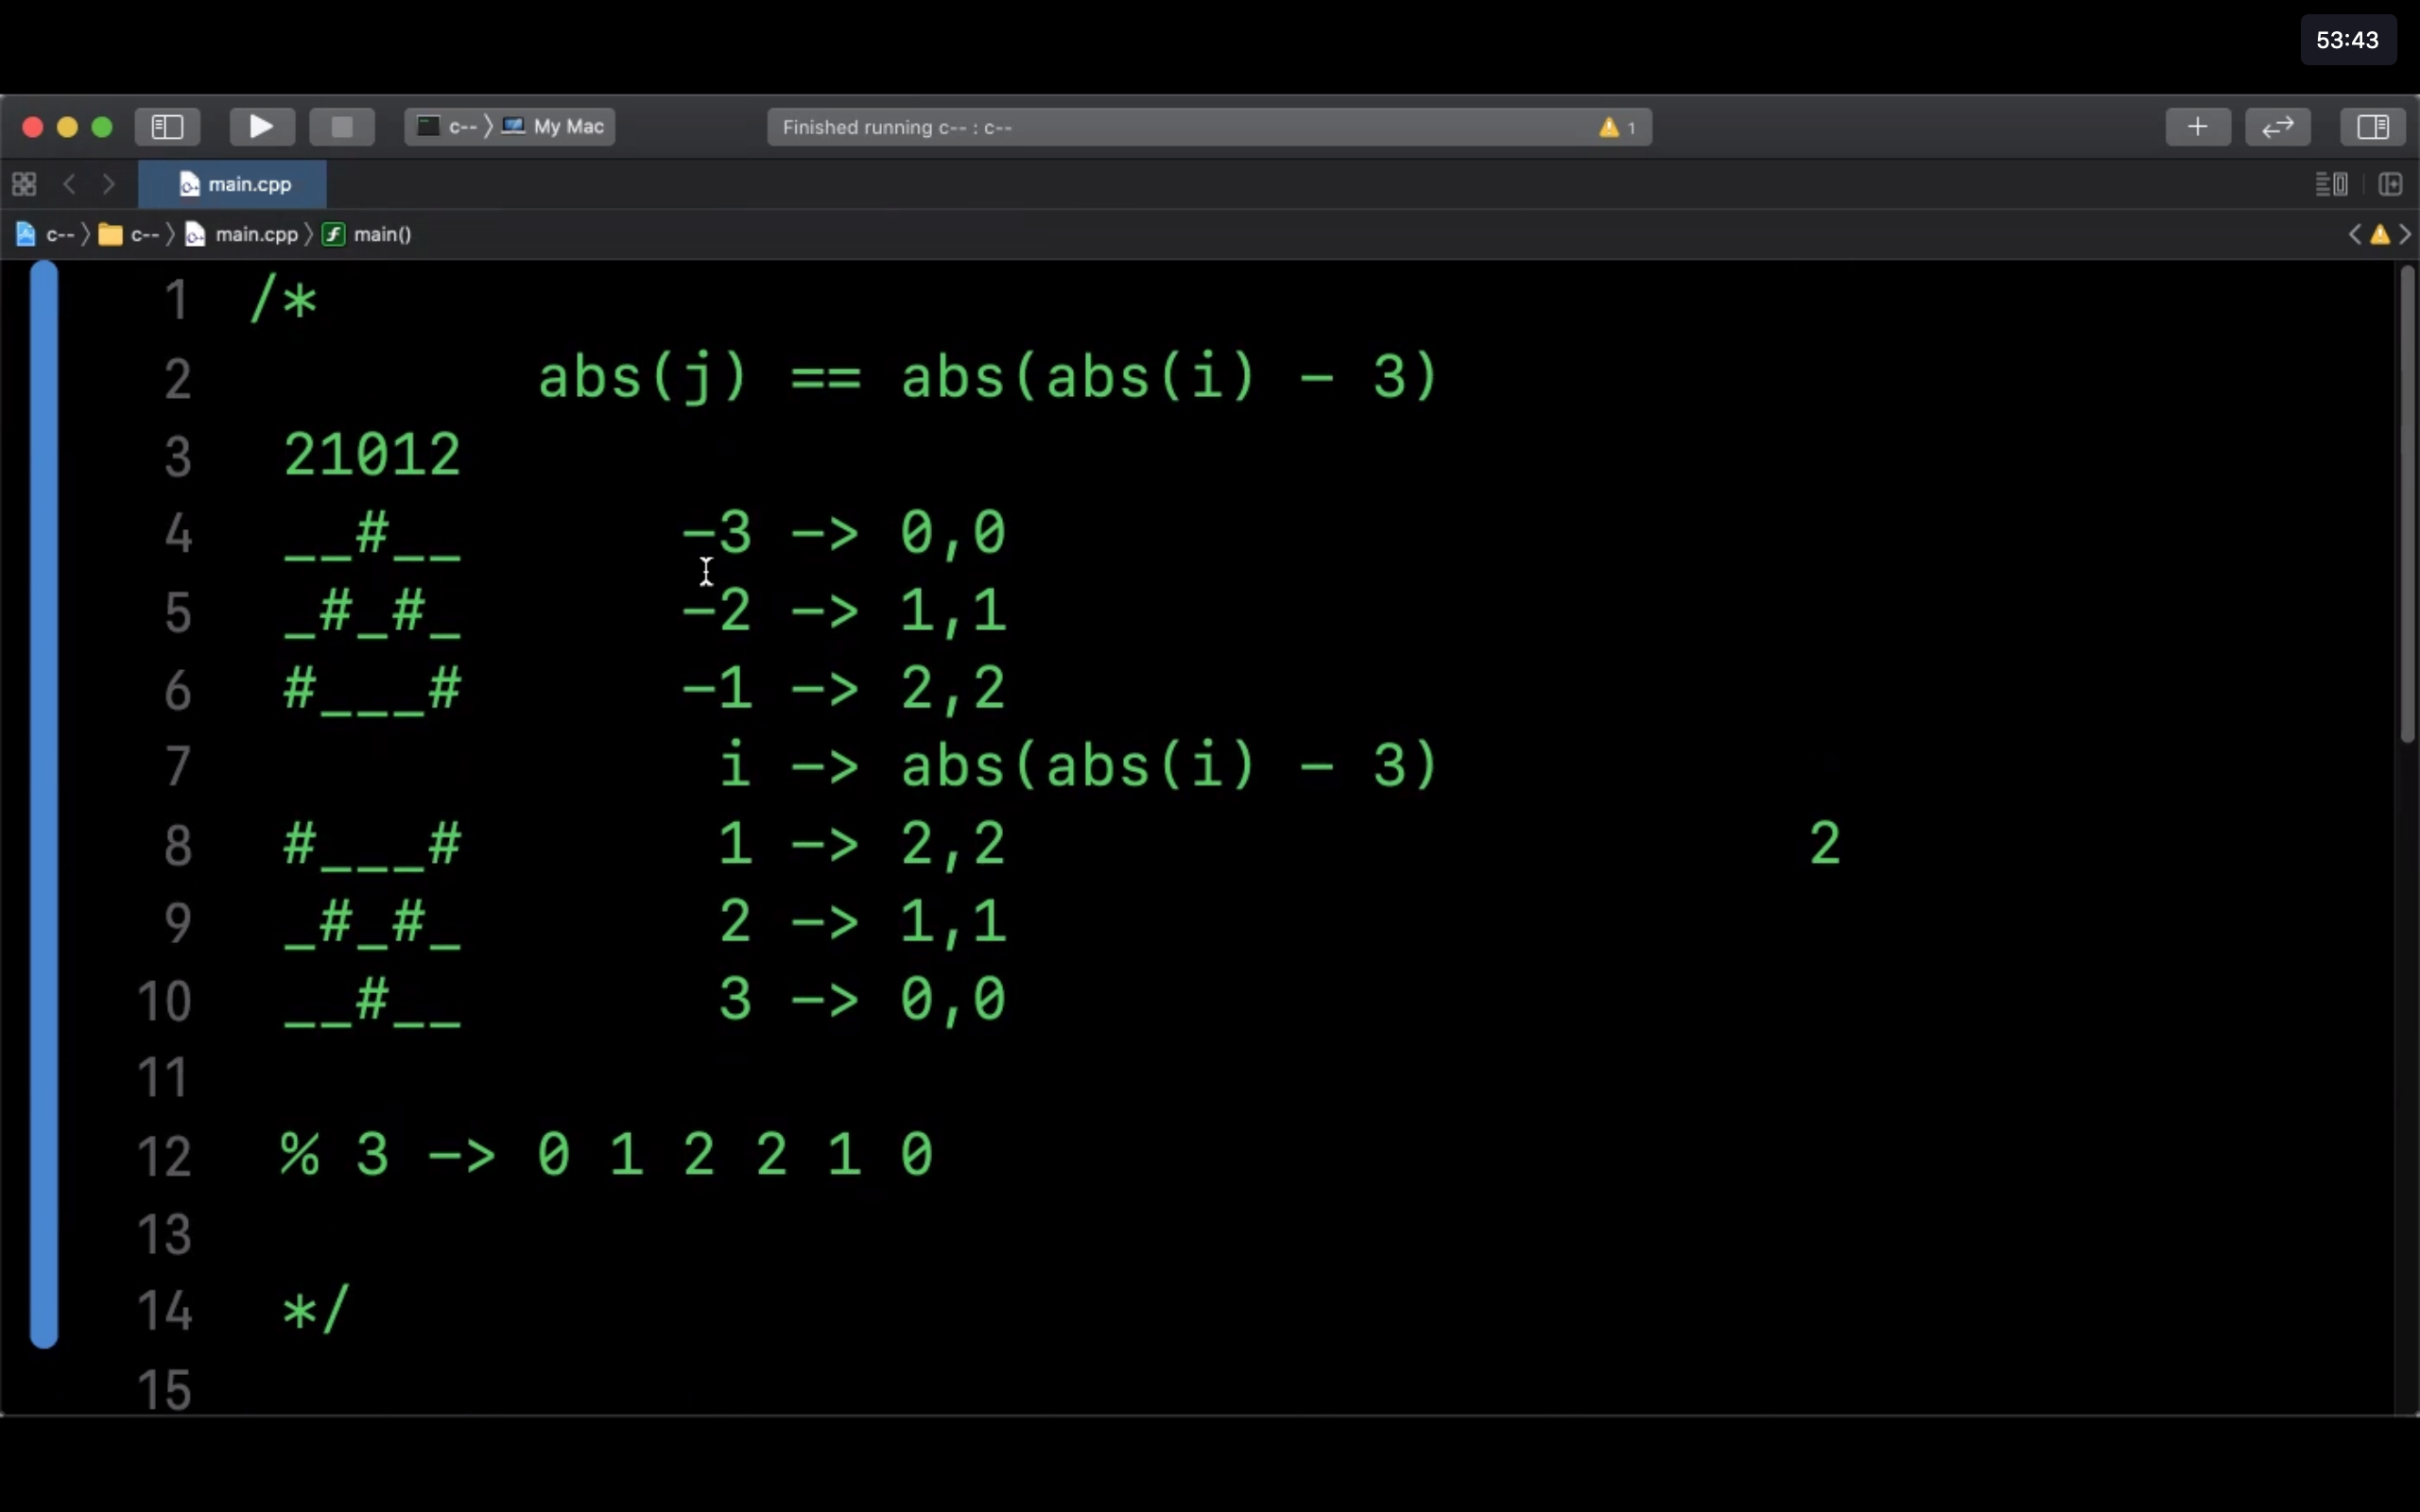 53:43
c-- 〉 My Mac
Finished running c-- : c--
1
main.cpp
c-- 〉 c-- 〉 main.cpp 〉 main()
1 /*
2 abs(j) == abs(abs(i) - 3)
3 21012
4 __#__ -3 -> 0,0
5 _#_#_ -2 -> 1,1
6 #___# -1 -> 2,2
7 i -> abs(abs(i) - 3)
8 #___# 1 -> 2,2 2
9 _#_#_ 2 -> 1,1
10 __#__ 3 -> 0,0
11
12 % 3 -> 0 1 2 2 1 0
13
14 */
15